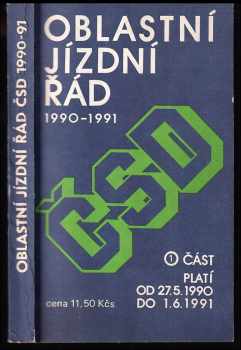 OBLASTNÍ JÍZDNÍ ŘÁD ČSD 1990-91
OBLASTNÍ
JÍZDNÍ
ŘÁD
1990-1991
ČSD
1 ČÁST
PLATÍ
OD 27.5.1990
DO 1.6.1991
cena 11,50 Kčs